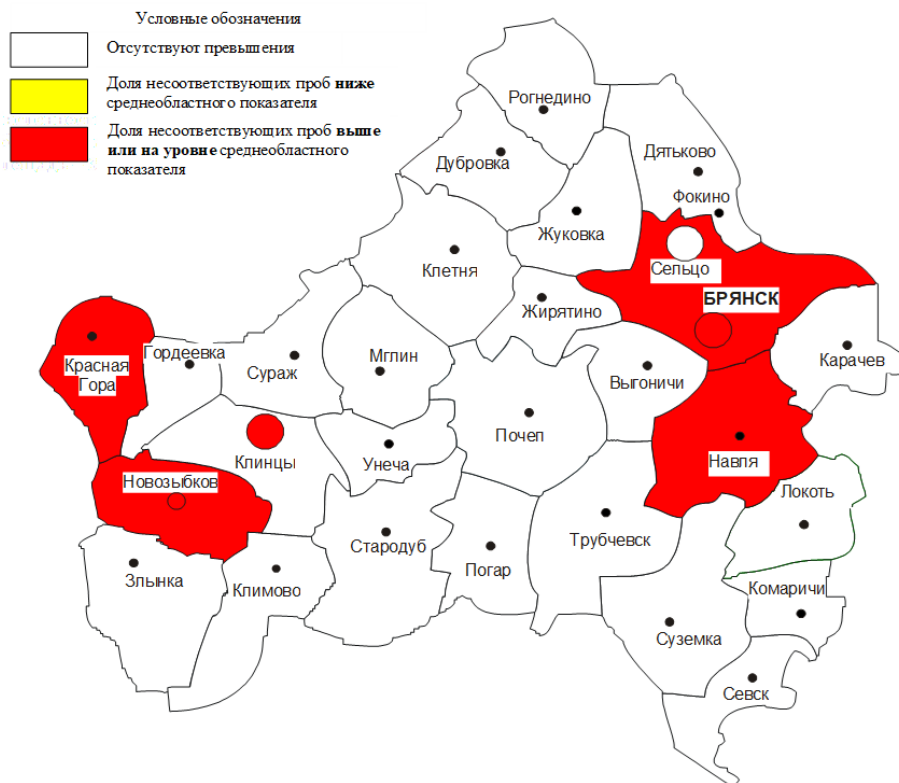 Условные обозначения
Отсутствуют превышения
Доля несоответствующих проб ниже
среднеобластного показателя
Доля несоответствующих проб выше
или на уровне среднеобластного
показателя
Рогнедино
Дубровка
Дятьково
Фокино
Жуковка
Клетня
Сельцо
БРЯНСК
Жирятино
Красная
Гора
Гордеевка
Сураж
Мглин
Выгоничи
Карачев
Почеп
Клинцы
Унеча
Навля
Новозыбков
Локоть
Стародуб
Погар
Трубчевск
Злынка
Климово
Комаричи
Суземка
Севск